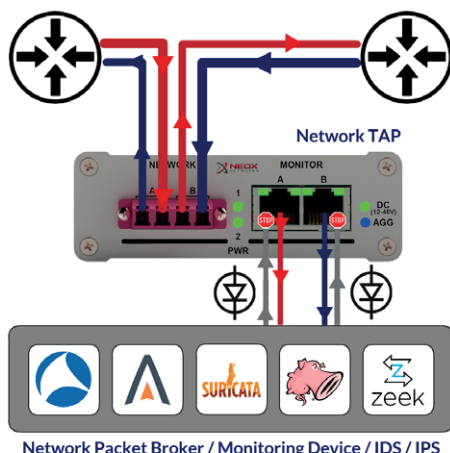 Network TAP
NETWORK
NEOX
NETWORKS
MONITOR
A
B
A
B
1
DC
(12-48V)
STOP
STOP
AGG
2
PWR
SURICATA
zeek
Network Packet Broker / Monitoring Device / IDS / IPS